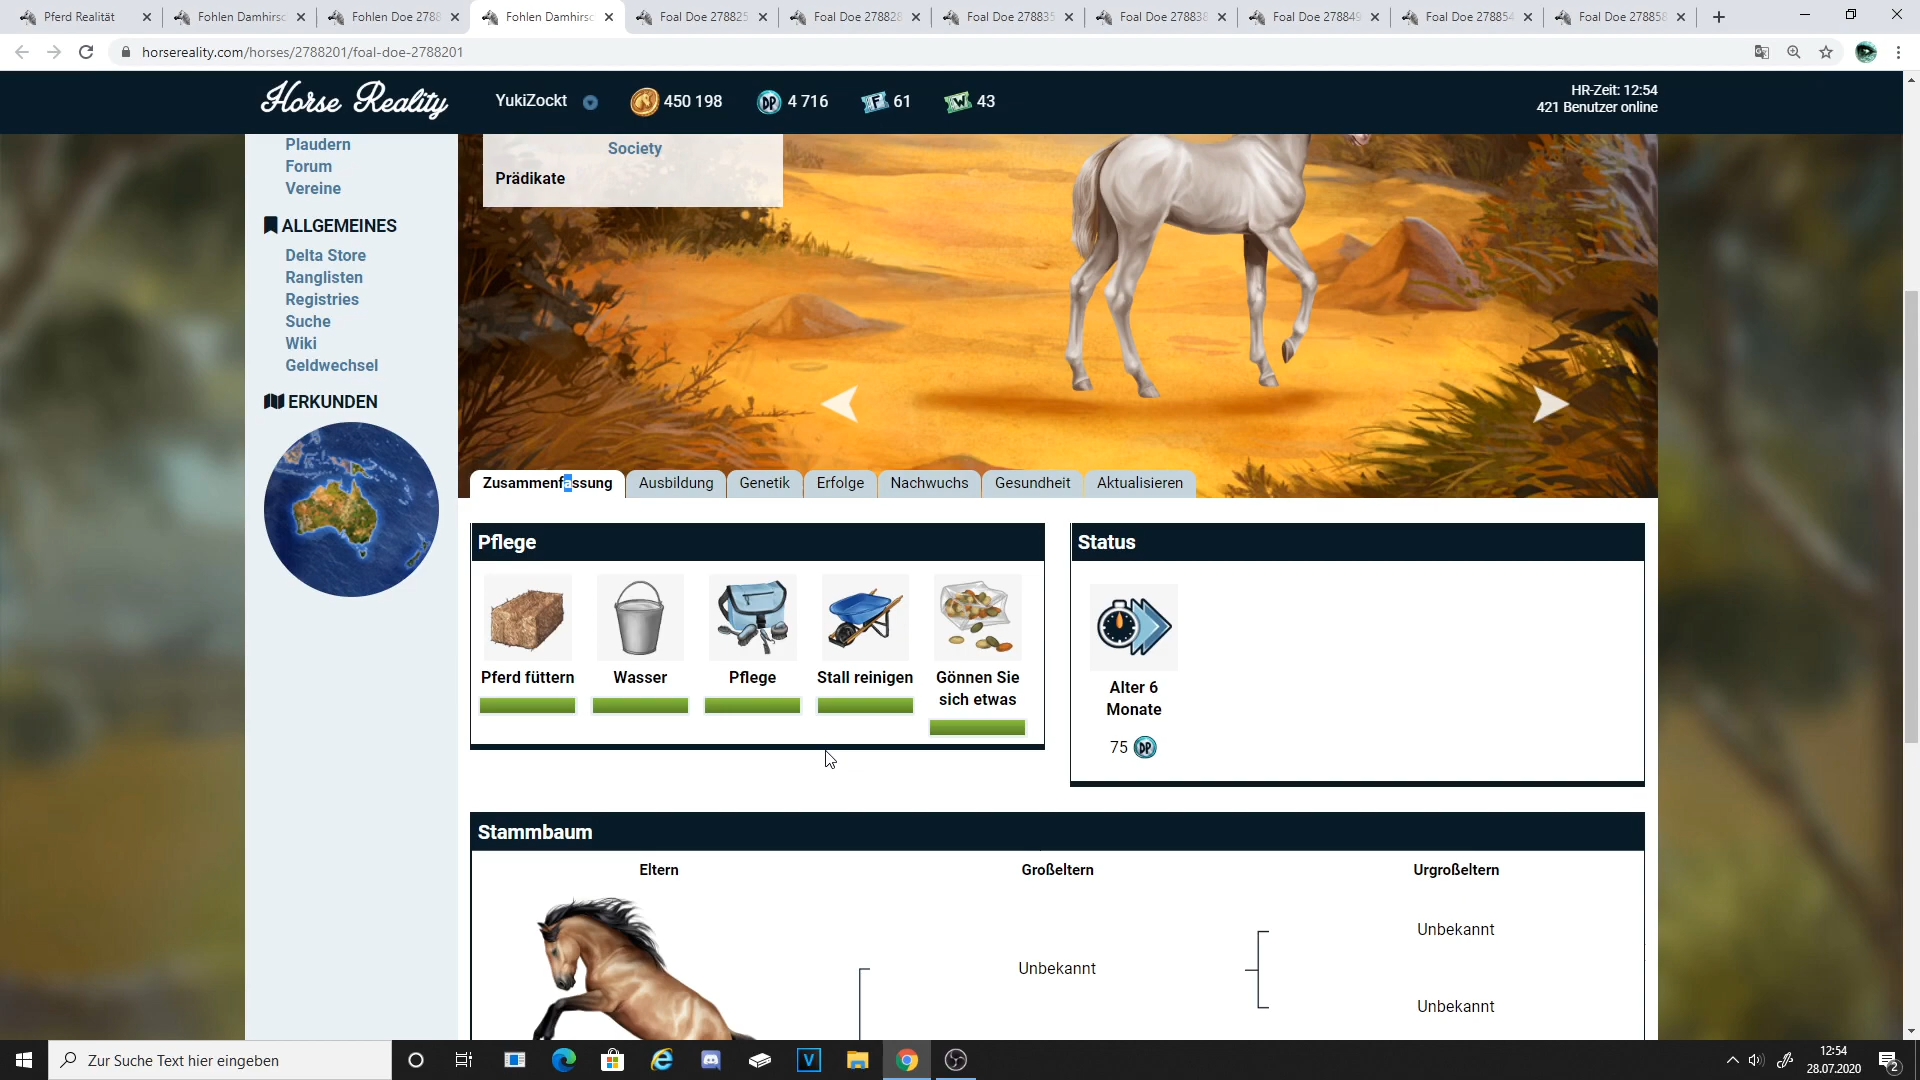 Pferd Realität
Fohlen Damhirsc
Fohlen Doe 2788
Fohlen Damhirsc
Foal Doe 278825
Foal Doe 278828
Foal Doe 278835
Foal Doe 278838
Foal Doe 278849
Foal Doe 278854
Foal Doe 278858
horsereality.com/horses/2788201/foal-doe-2788201
Horse Reality
YukiZockt
450 198
DP
4 716
F
61
W
43
HR-Zeit: 12:54
421 Benutzer online
Plaudern
Forum
Vereine
ALLGEMEINES
Delta Store
Ranglisten
Registries
Suche
Wiki
Geldwechsel
ERKUNDEN
Society
Prädikate
Zusammenfassung
Ausbildung
Genetik
Erfolge
Nachwuchs
Gesundheit
Aktualisieren
Pflege
Pferd füttern
Wasser
Pflege
Stall reinigen
Gönnen Sie
sich etwas
Status
Alter 6
Monate
75 DP
Stammbaum
Eltern
Großeltern
Urgroßeltern
Unbekannt
Unbekannt
Unbekannt
Zur Suche Text hier eingeben
V
12:54
28.07.2020
2